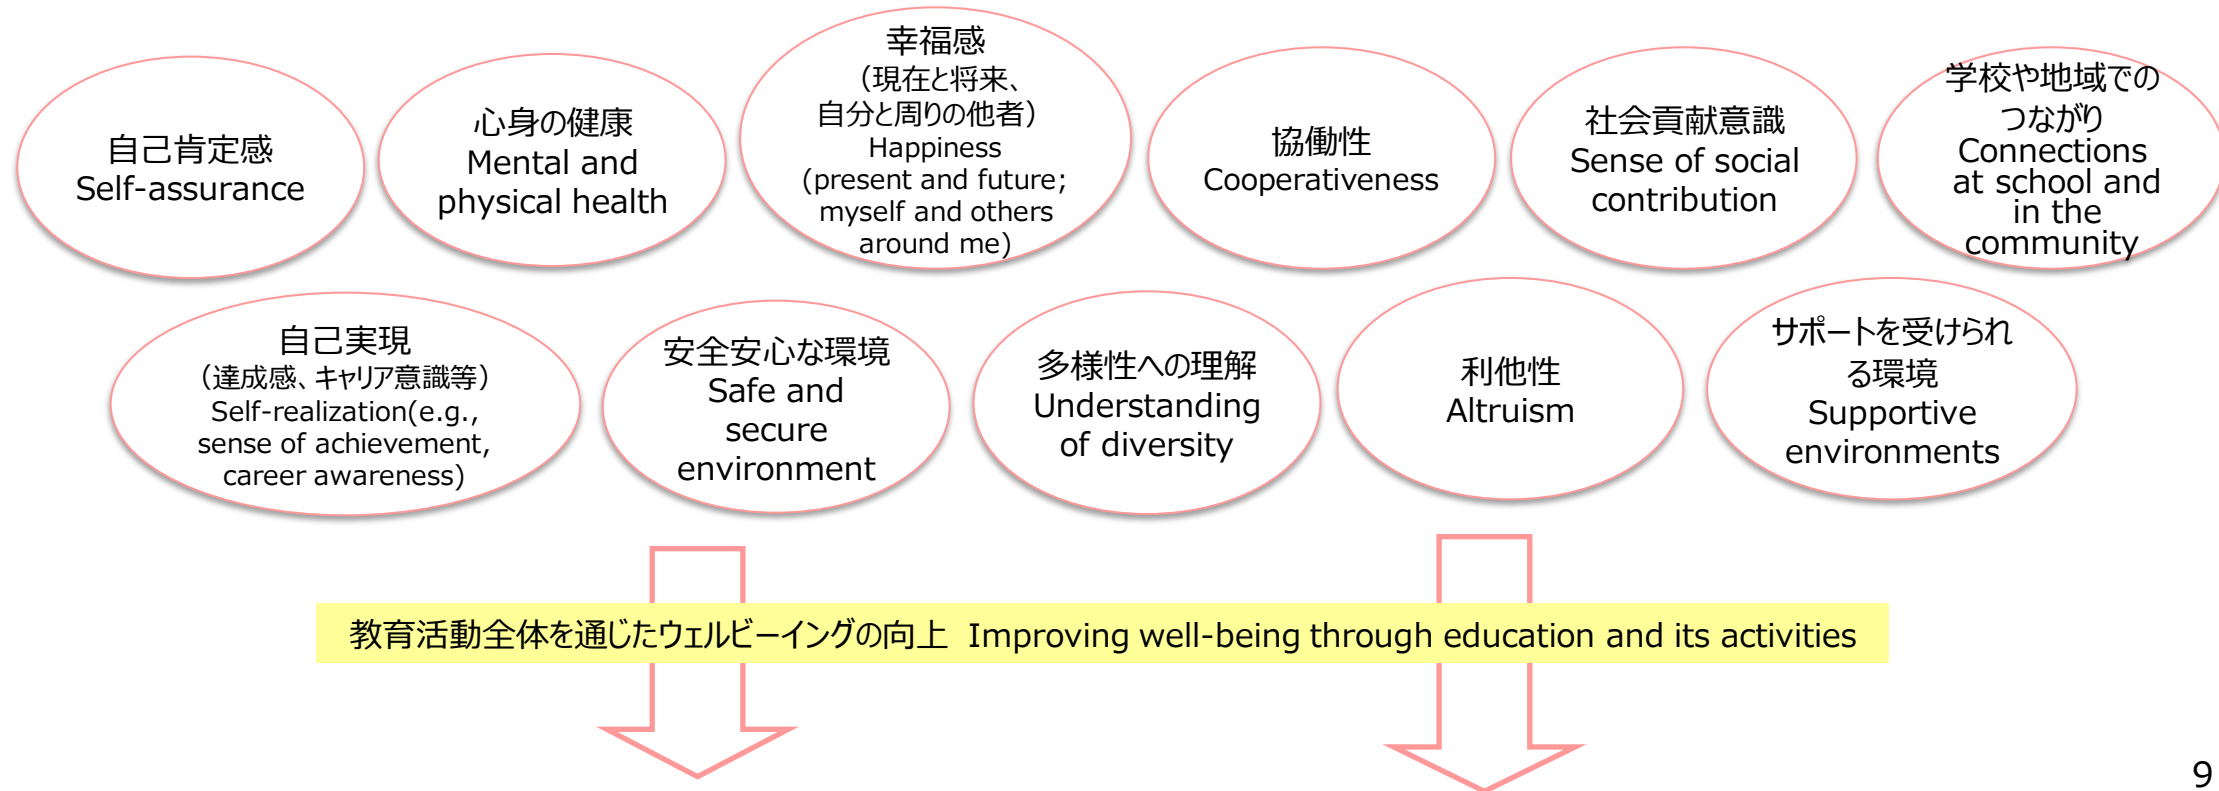 自己肯定感
Self-assurance
心身の健康
Mental and
physical health
幸福感
（現在と将来、
自分と周りの他者）
Happiness
(present and future;
myself and others
around me)
協働性
Cooperativeness
社会貢献意識
Sense of social
contribution
学校や地域での
つながり
Connections
at school and
in the
community
自己実現
（達成感、キャリア意識等）
Self-realization(e.g.,
sense of achievement,
career awareness)
安全安心な環境
Safe and
secure
environment
多様性への理解
Understanding
of diversity
利他性
Altruism
サポートを受けられ
る環境
Supportive
environments
教育活動全体を通じたウェルビーイングの向上 Improving well-being through education and its activities
9